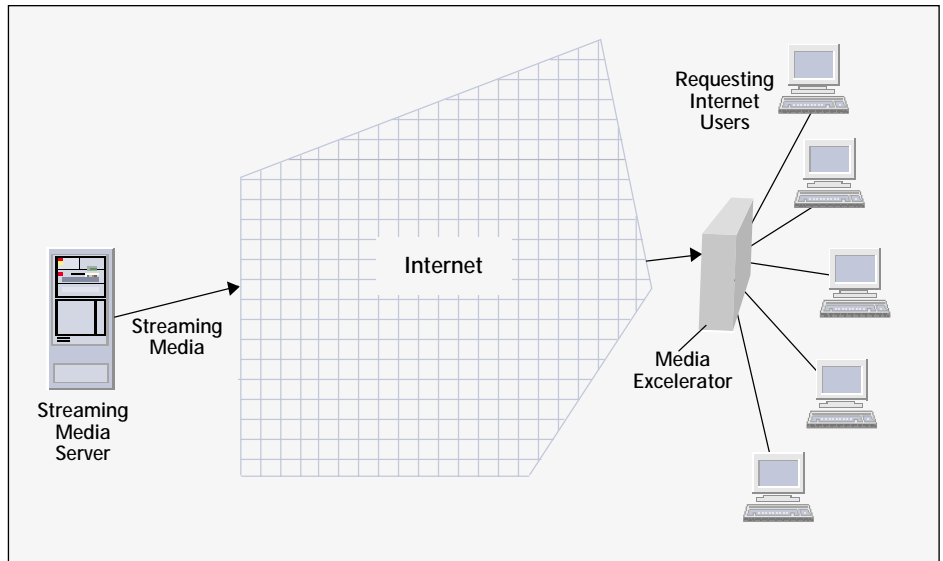 Requesting
Internet
Users
Internet
Streaming
Media
Media
Excelerator
Streaming
Media
Server